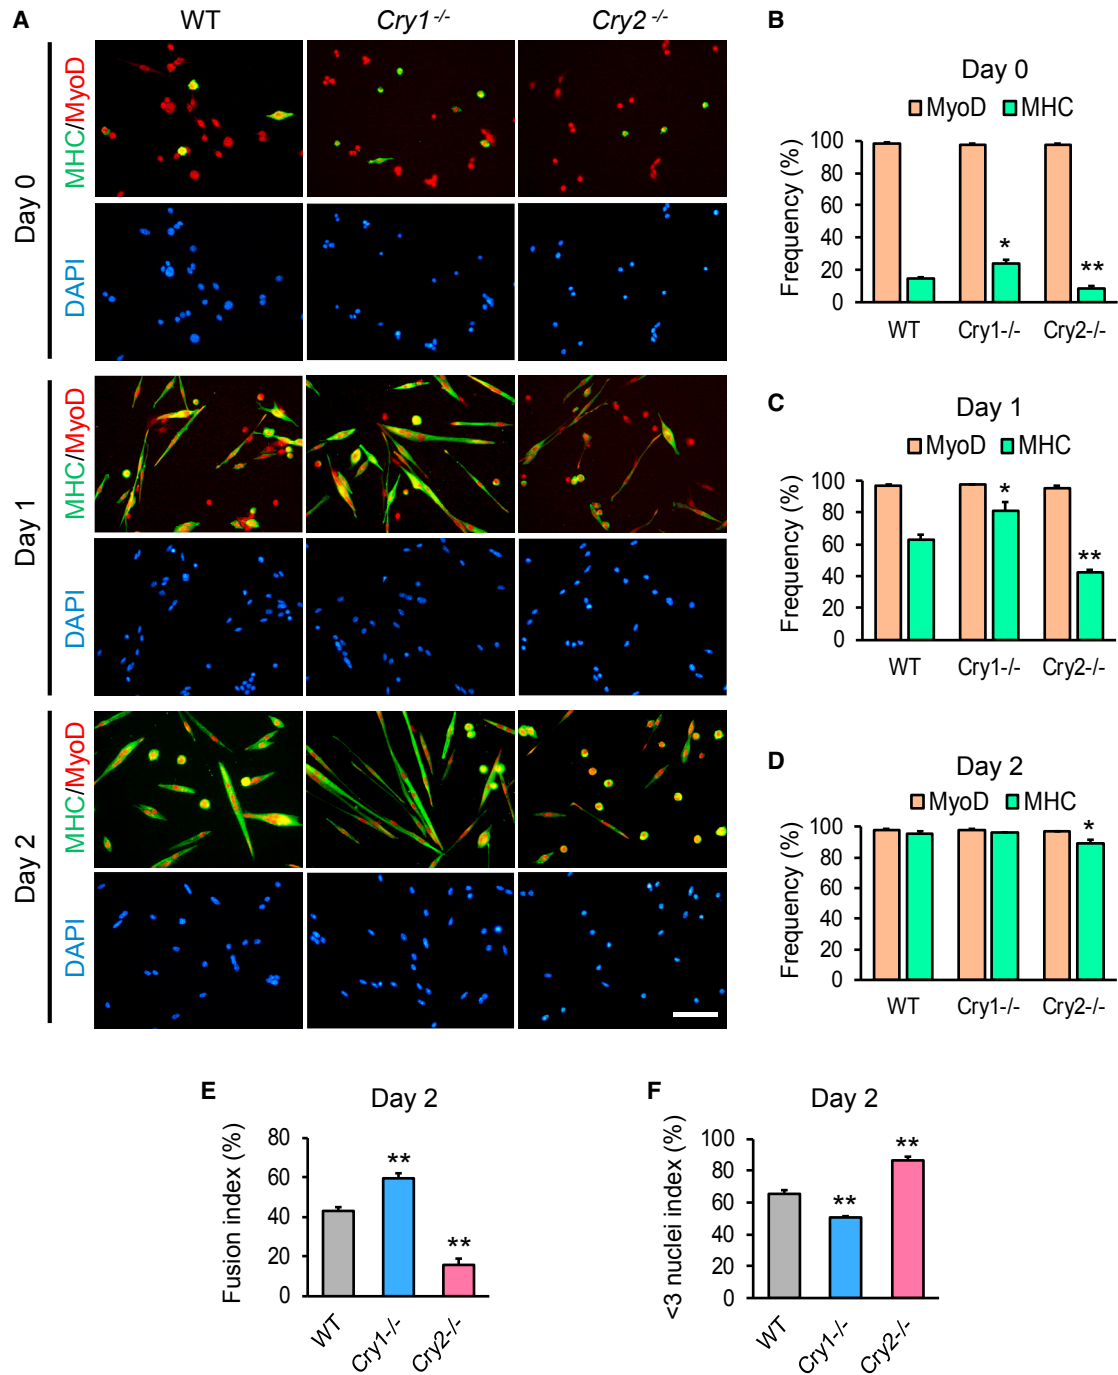 A
WT
Cry1 -/-
Cry2 -/-
Day 0
MHC/MyoD
DAPI
Day 1
MHC/MyoD
DAPI
Day 2
MHC/MyoD
DAPI
B
Day 0
MyoD MHC
Frequency (%)
100
80
60
40
20
0
*
**
WT Cry1-/- Cry2-/-
C
Day 1
MyoD MHC
Frequency (%)
100
80
60
40
20
0
*
**
WT Cry1-/- Cry2-/-
D
Day 2
MyoD MHC
Frequency (%)
100
80
60
40
20
0
*
WT Cry1-/- Cry2-/-
E
Day 2
Fusion index (%)
80
60
40
20
0
**
**
WT Cry1-/- Cry2-/-
F
Day 2
<3 nuclei index (%)
100
80
60
40
20
0
**
**
WT Cry1-/- Cry2-/-